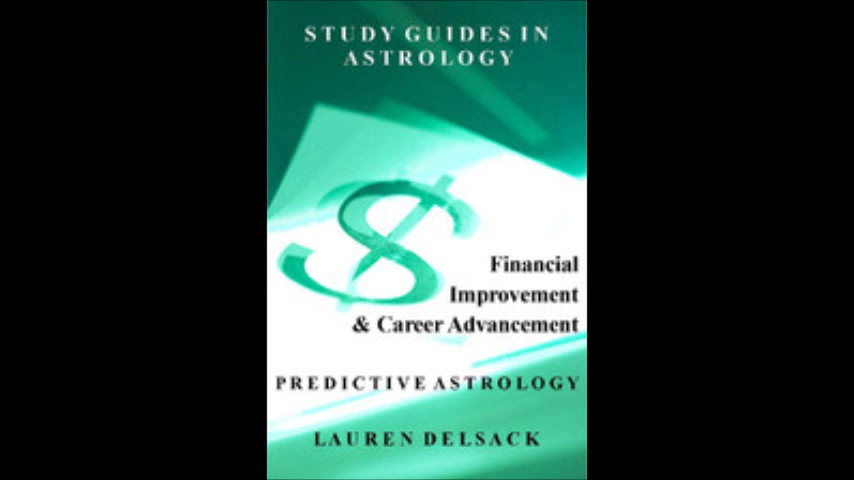 STUDY GUIDES IN
ASTROLOGY
Financial
Improvement
& Career Advancement
PREDICTIVE ASTROLOGY
LAUREN DELSACK